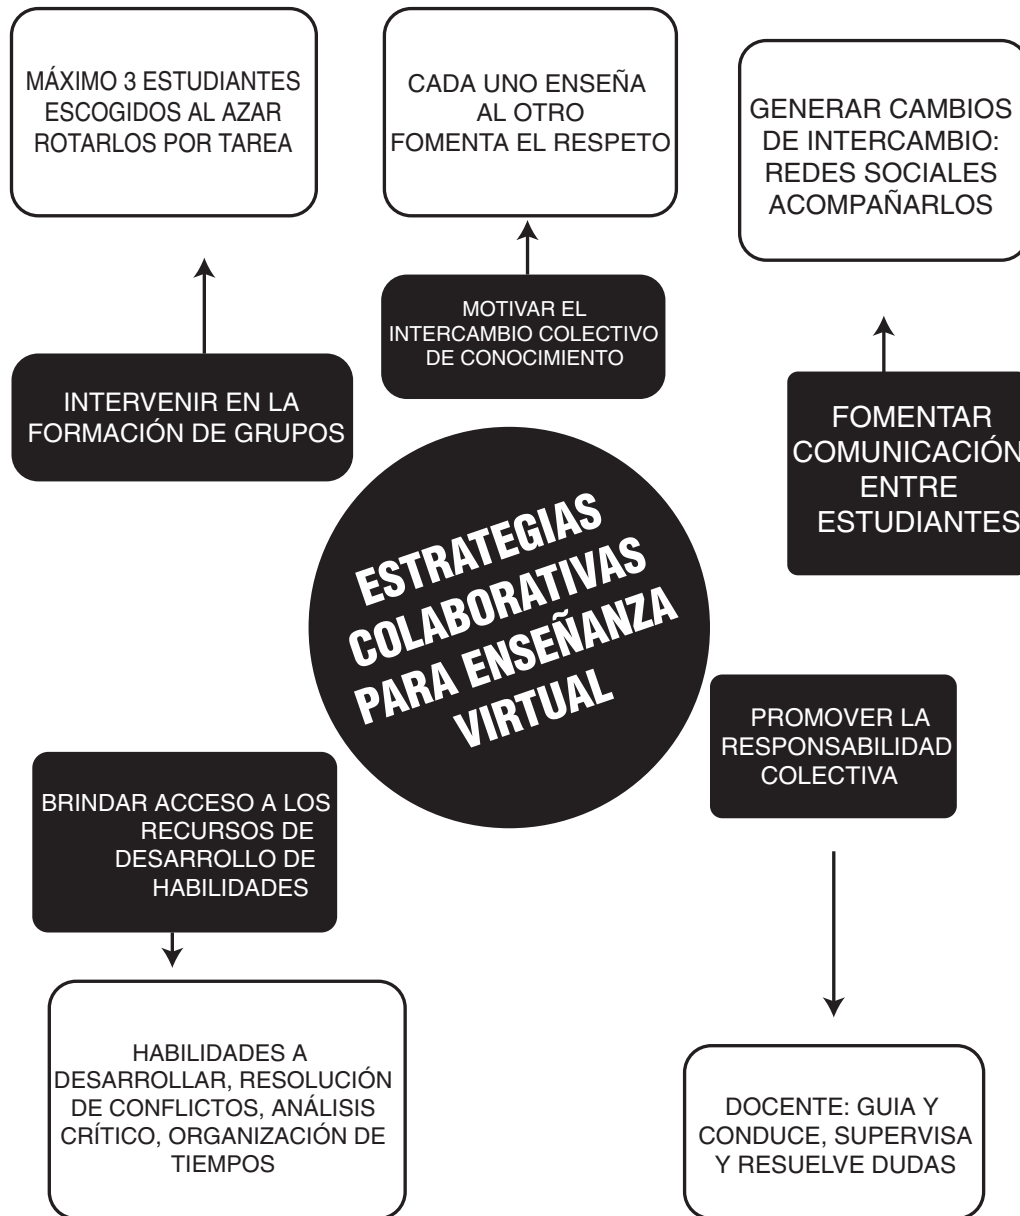 MÁXIMO 3 ESTUDIANTES
ESCOGIDOS AL AZAR
ROTARLOS POR TAREA
CADA UNO ENSEÑA
AL OTRO
FOMENTA EL RESPETO
GENERAR CAMBIOS
DE INTERCAMBIO:
REDES SOCIALES
ACOMPAÑARLOS
INTERVENIR EN LA
FORMACIÓN DE GRUPOS
MOTIVAR EL
INTERCAMBIO COLECTIVO
DE CONOCIMIENTO
FOMENTAR
COMUNICACIÓN
ENTRE
ESTUDIANTES
ESTRATEGIAS
COLABORATIVAS
PARA ENSEÑANZA
VIRTUAL
PROMOVER LA
RESPONSABILIDAD
COLECTIVA
BRINDAR ACCESO A LOS
RECURSOS DE
DESARROLLO DE
HABILIDADES
HABILIDADES A
DESARROLLAR, RESOLUCIÓN
DE CONFLICTOS, ANÁLISIS
CRÍTICO, ORGANIZACIÓN DE
TIEMPOS
DOCENTE: GUIA Y
CONDUCE, SUPERVISA
Y RESUELVE DUDAS